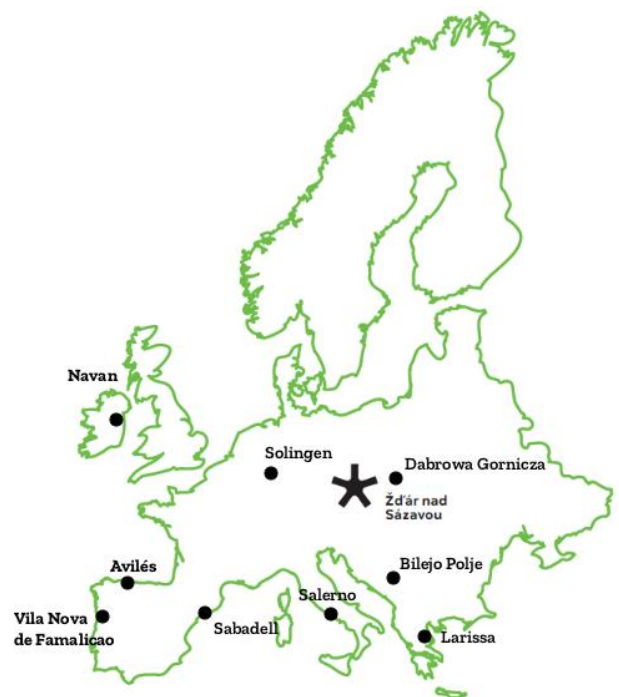 Navan
Solingen
Dabrowa Gornicza
Žďár nad
Sázavou
Avilés
Bilejo Polje
Vila Nova
de Famalicao
Salerno
Sabadell
Larissa